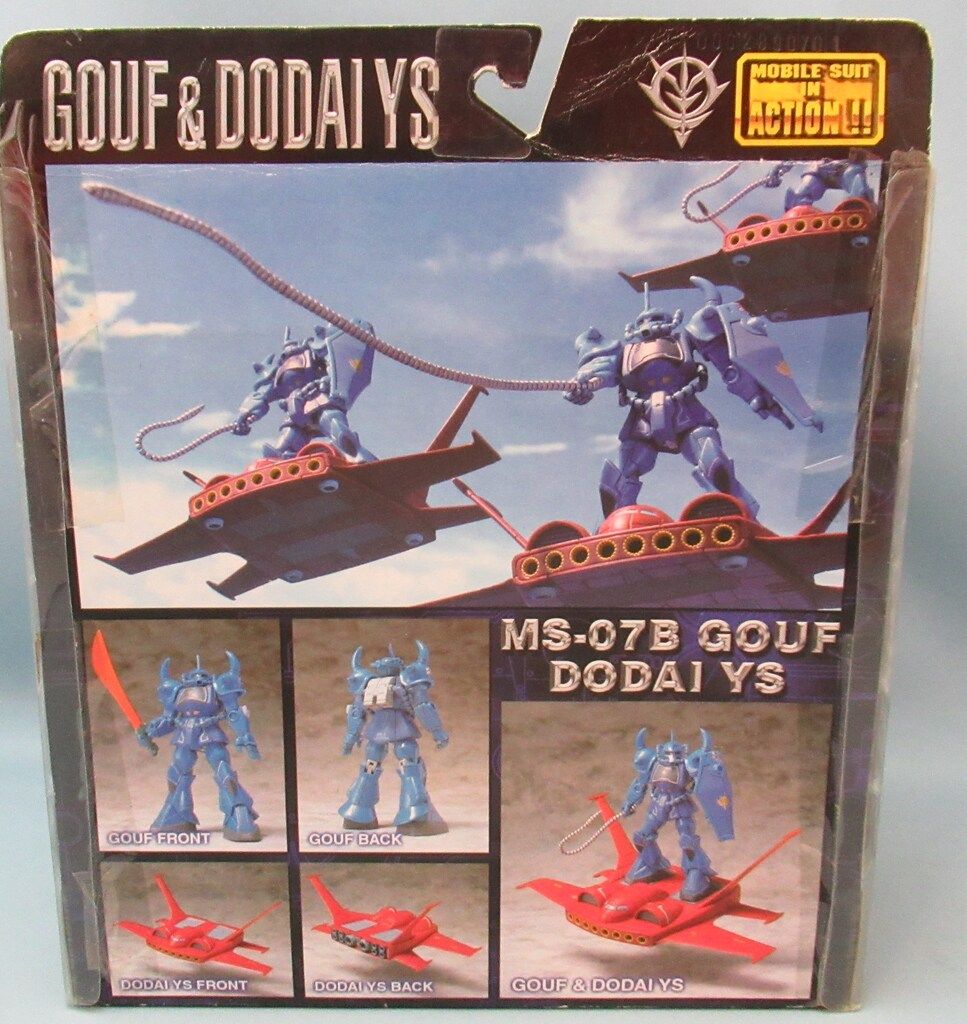 GOUF & DODAI YS
MOBILE SUIT
IN
ACTION!!
MS-07B GOUF
DODAI YS
GOUF FRONT
GOUF BACK
DODAI YS FRONT
DODAI YS BACK
GOUF & DODAI YS